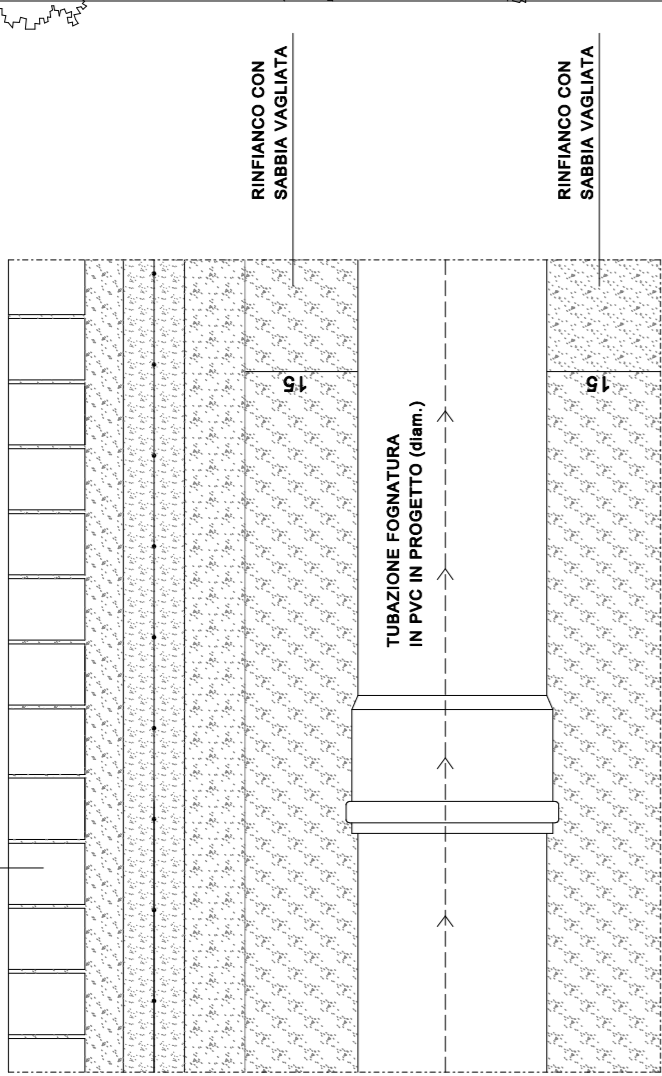 RINFIANCO CON
SABBIA VAGLIATA
RINFIANCO CON
SABBIA VAGLIATA
15
15
TUBAZIONE FOGNATURA
IN PVC IN PROGETTO (diam.)